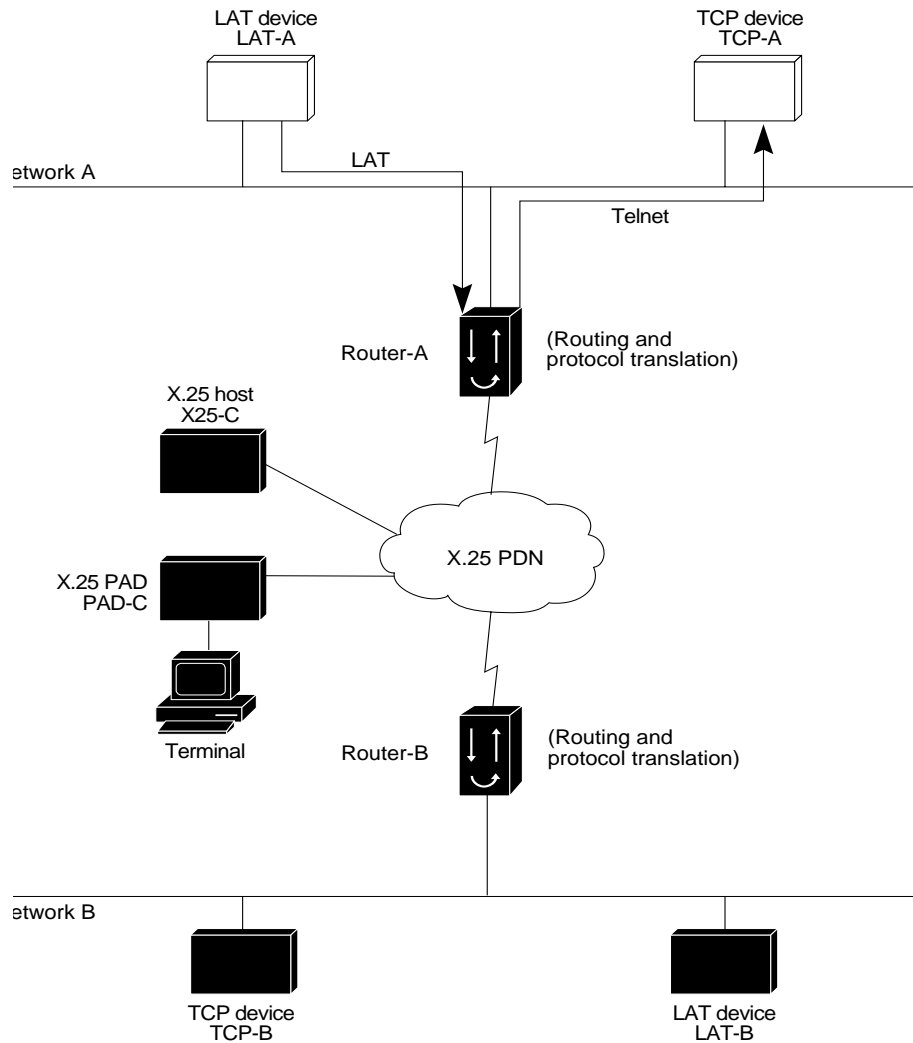 LAT device
LAT-A
TCP device
TCP-A
LAT
etwork A
Telnet
Router-A
(Routing and
protocol translation)
X.25 host
X25-C
X.25 PDN
X.25 PAD
PAD-C
Terminal
Router-B
(Routing and
protocol translation)
etwork B
TCP device
TCP-B
LAT device
LAT-B